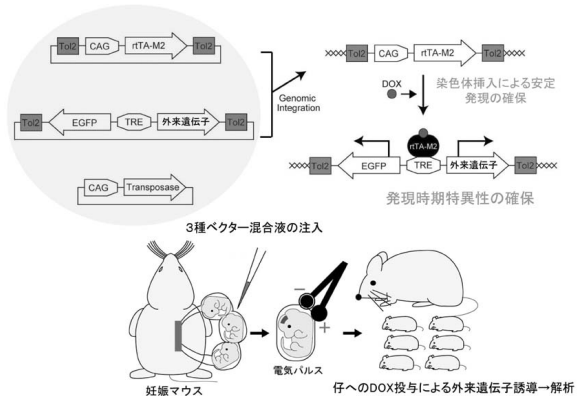 Tol2 CAG rtTA-M2 Tol2
Tol2 EGFP TRE 外来遺伝子 Tol2
CAG Transposase
Genomic
Integration
Tol2 CAG rtTA-M2 Tol2
DOX
染色体挿入による安定
発現の確保
rtTA-M2
Tol2 EGFP TRE 外来遺伝子 Tol2
発現時期特異性の確保
3種ベクター混合液の注入
−
+
妊娠マウス
電気パルス
仔へのDOX投与による外来遺伝子誘導→解析